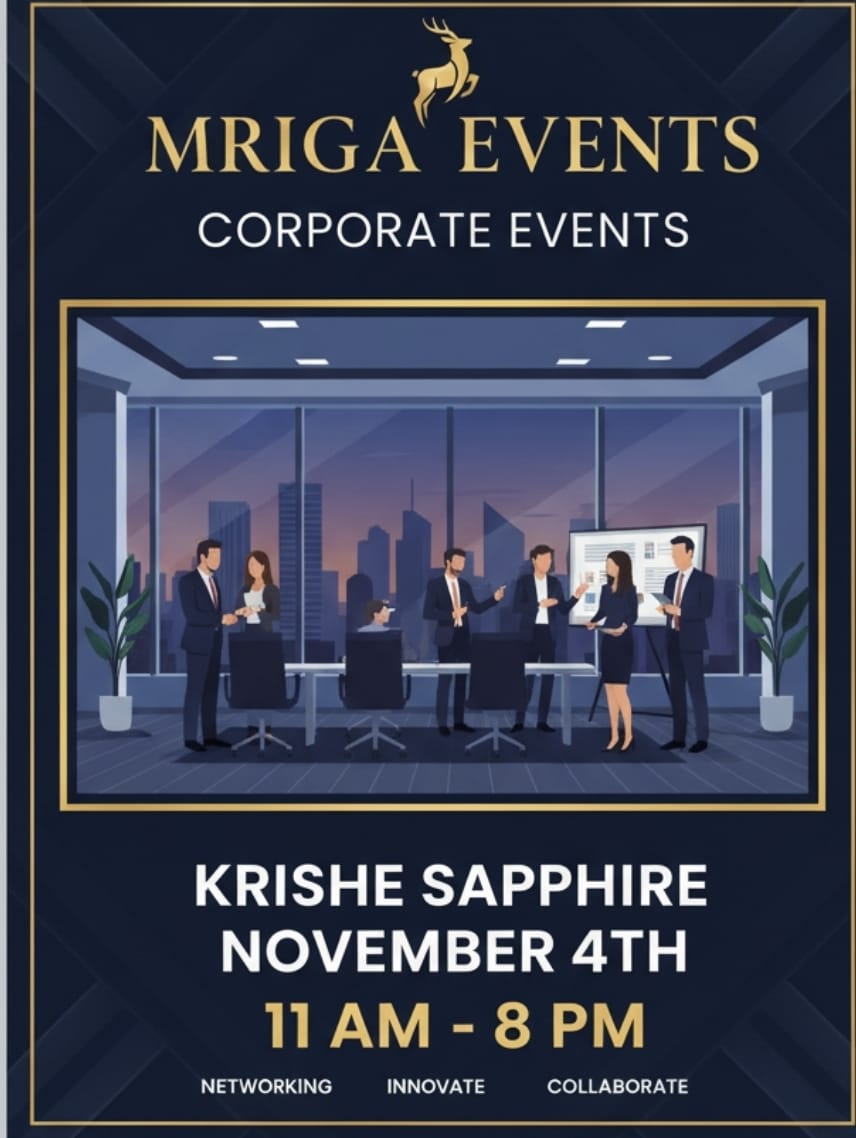 MRIGA EVENTS
CORPORATE EVENTS
KRISHE SAPPHIRE
NOVEMBER 4TH
11 AM - 8 PM
NETWORKING INNOVATE COLLABORATE